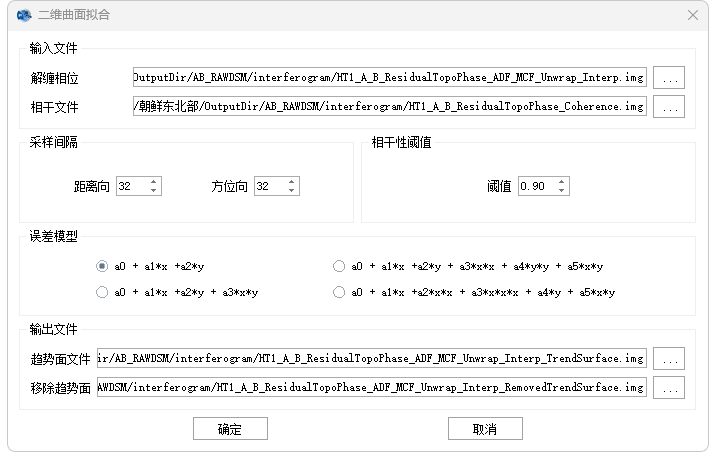 二维曲面拟合
输入文件
解缠相位 OutputDir/AB_RAWDSM/interferogram/HT1_A_B_ResidualTopoPhase_ADF_MCF_Unwrap_Interp.img ...
相干文件 /朝鲜东北部/OutputDir/AB_RAWDSM/interferogram/HT1_A_B_ResidualTopoPhase_Coherence.img ...
采样间隔 相干性阈值
距离向 32 方位向 32 阈值 0.90
误差模型
a0 + a1*x +a2*y a0 + a1*x +a2*y + a3*x*x + a4*y*y + a5*x*y
a0 + a1*x +a2*y + a3*x*y a0 + a1*x +a2*x*x + a3*x*x*x + a4*y + a5*x*y
输出文件
趋势面文件 ir/AB_RAWDSM/interferogram/HT1_A_B_ResidualTopoPhase_ADF_MCF_Unwrap_Interp_TrendSurface.img ...
移除趋势面 AWDSM/interferogram/HT1_A_B_ResidualTopoPhase_ADF_MCF_Unwrap_Interp_RemovedTrendSurface.img ...
确定 取消